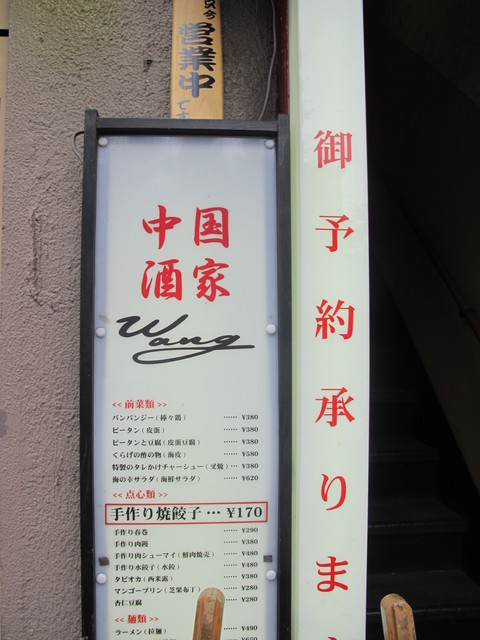 只今
営業中
です
中国
酒家
Wang
<< 前菜類 >>
バンバンジー(棒々鶏) ······ ¥380
ピータン(皮蛋) ······ ¥380
ピータンと豆腐(皮蛋豆腐) ······ ¥380
くらげの酢の物(海皮) ······ ¥580
特製のタレかけチャーシュー(叉焼) ··· ¥380
海の幸サラダ(海鮮サラダ) ······ ¥620
<< 点心類 >>
手作り焼餃子 ··· ¥170
手作り春巻 ······ ¥290
手作り肉饅 ······ ¥380
手作り肉シューマイ(鮮肉焼売) ······ ¥480
手作り水餃子(水餃) ······ ¥480
タピオカ(西米露) ······ ¥380
マンゴープリン(芝果布丁) ······ ¥280
杏仁豆腐 ······ ¥280
<< 麺類 >>
ラーメン(拉麺) ······ ¥490
¥650
御予約承りま